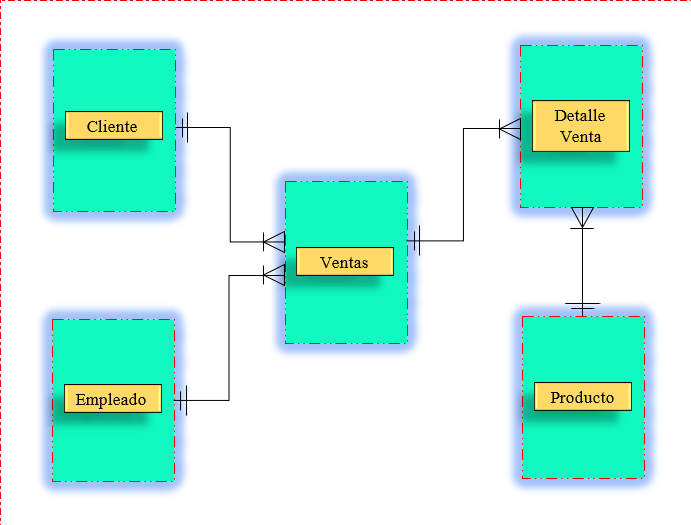 Cliente
Detalle
Venta
Ventas
Empleado
Producto